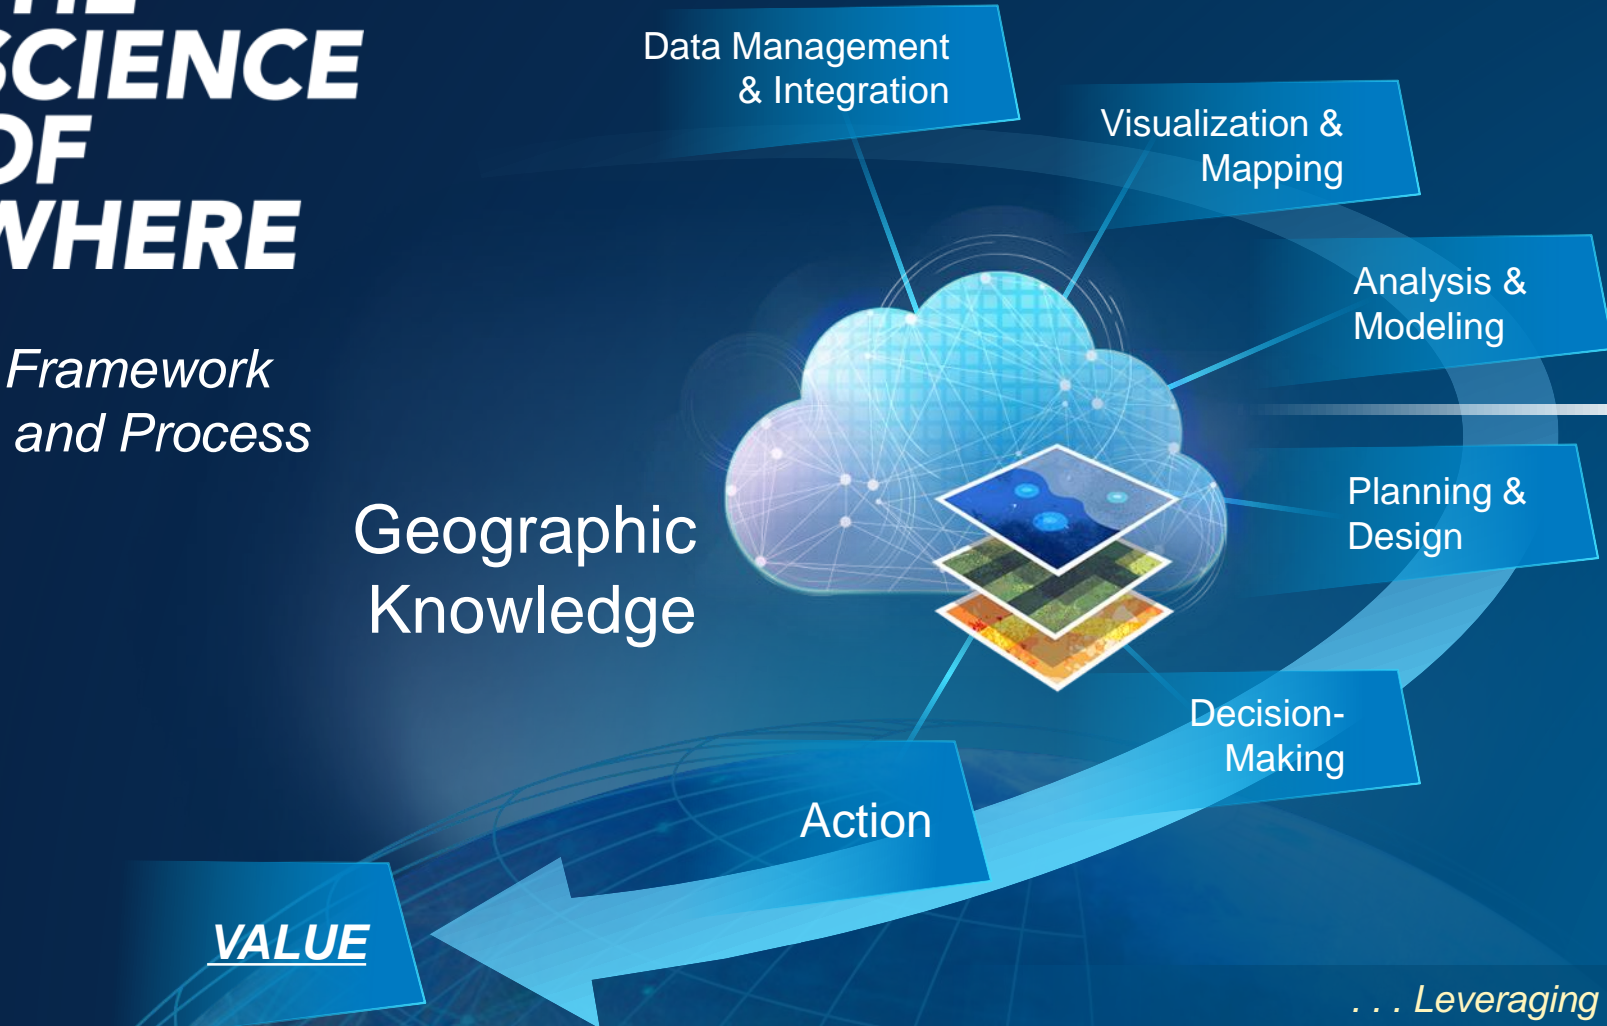 THE
SCIENCE
OF
WHERE
Framework
and Process
Geographic
Knowledge
Data Management
& Integration
Visualization &
Mapping
Analysis &
Modeling
Planning &
Design
Decision-
Making
Action
VALUE
. . . Leveraging